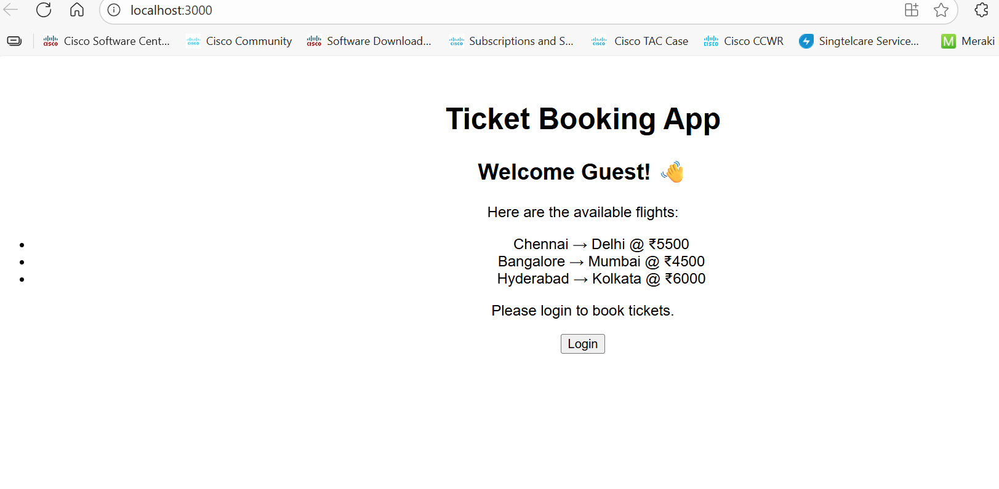 localhost:3000
Cisco Software Cent... Cisco Community Software Download... Subscriptions and S... Cisco TAC Case Cisco CCWR Singtelcare Service... M Meraki
Ticket Booking App
Welcome Guest! 👋
Here are the available flights:
• Chennai → Delhi @ ₹5500
• Bangalore → Mumbai @ ₹4500
• Hyderabad → Kolkata @ ₹6000
Please login to book tickets.
Login